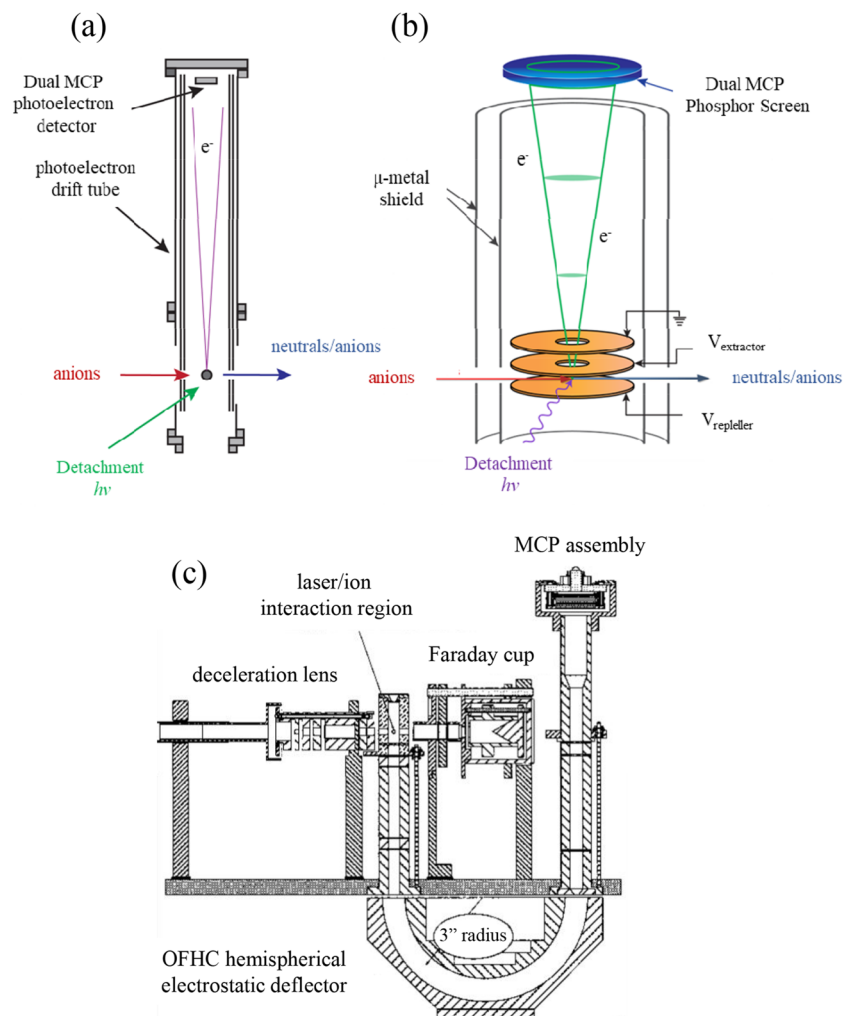 (a)
Dual MCP
photoelectron
detector
e-
photoelectron
drift tube
anions
neutrals/anions
Detachment
hν
(b)
Dual MCP
Phosphor Screen
e-
μ-metal
shield
e-
Vextractor
anions
neutrals/anions
Vrepleller
Detachment
hν
(c)
MCP assembly
laser/ion
interaction region
Faraday cup
deceleration lens
3” radius
OFHC hemispherical
electrostatic deflector